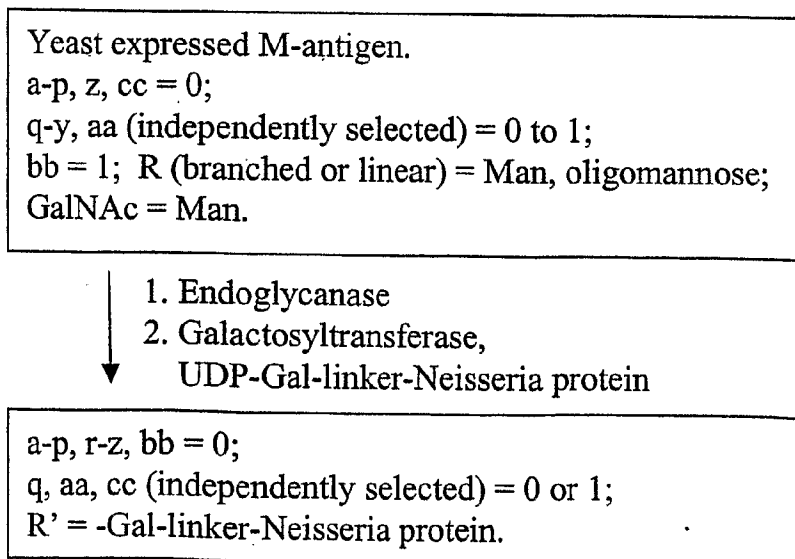 Yeast expressed M-antigen.
a-p, z, cc = 0;
q-y, aa (independently selected) = 0 to 1;
bb = 1; R (branched or linear) = Man, oligomannose;
GalNAc = Man.
1. Endoglycanase
2. Galactosyltransferase,
UDP-Gal-linker-Neisseria protein
a-p, r-z, bb = 0;
q, aa, cc (independently selected) = 0 or 1;
R' = -Gal-linker-Neisseria protein.